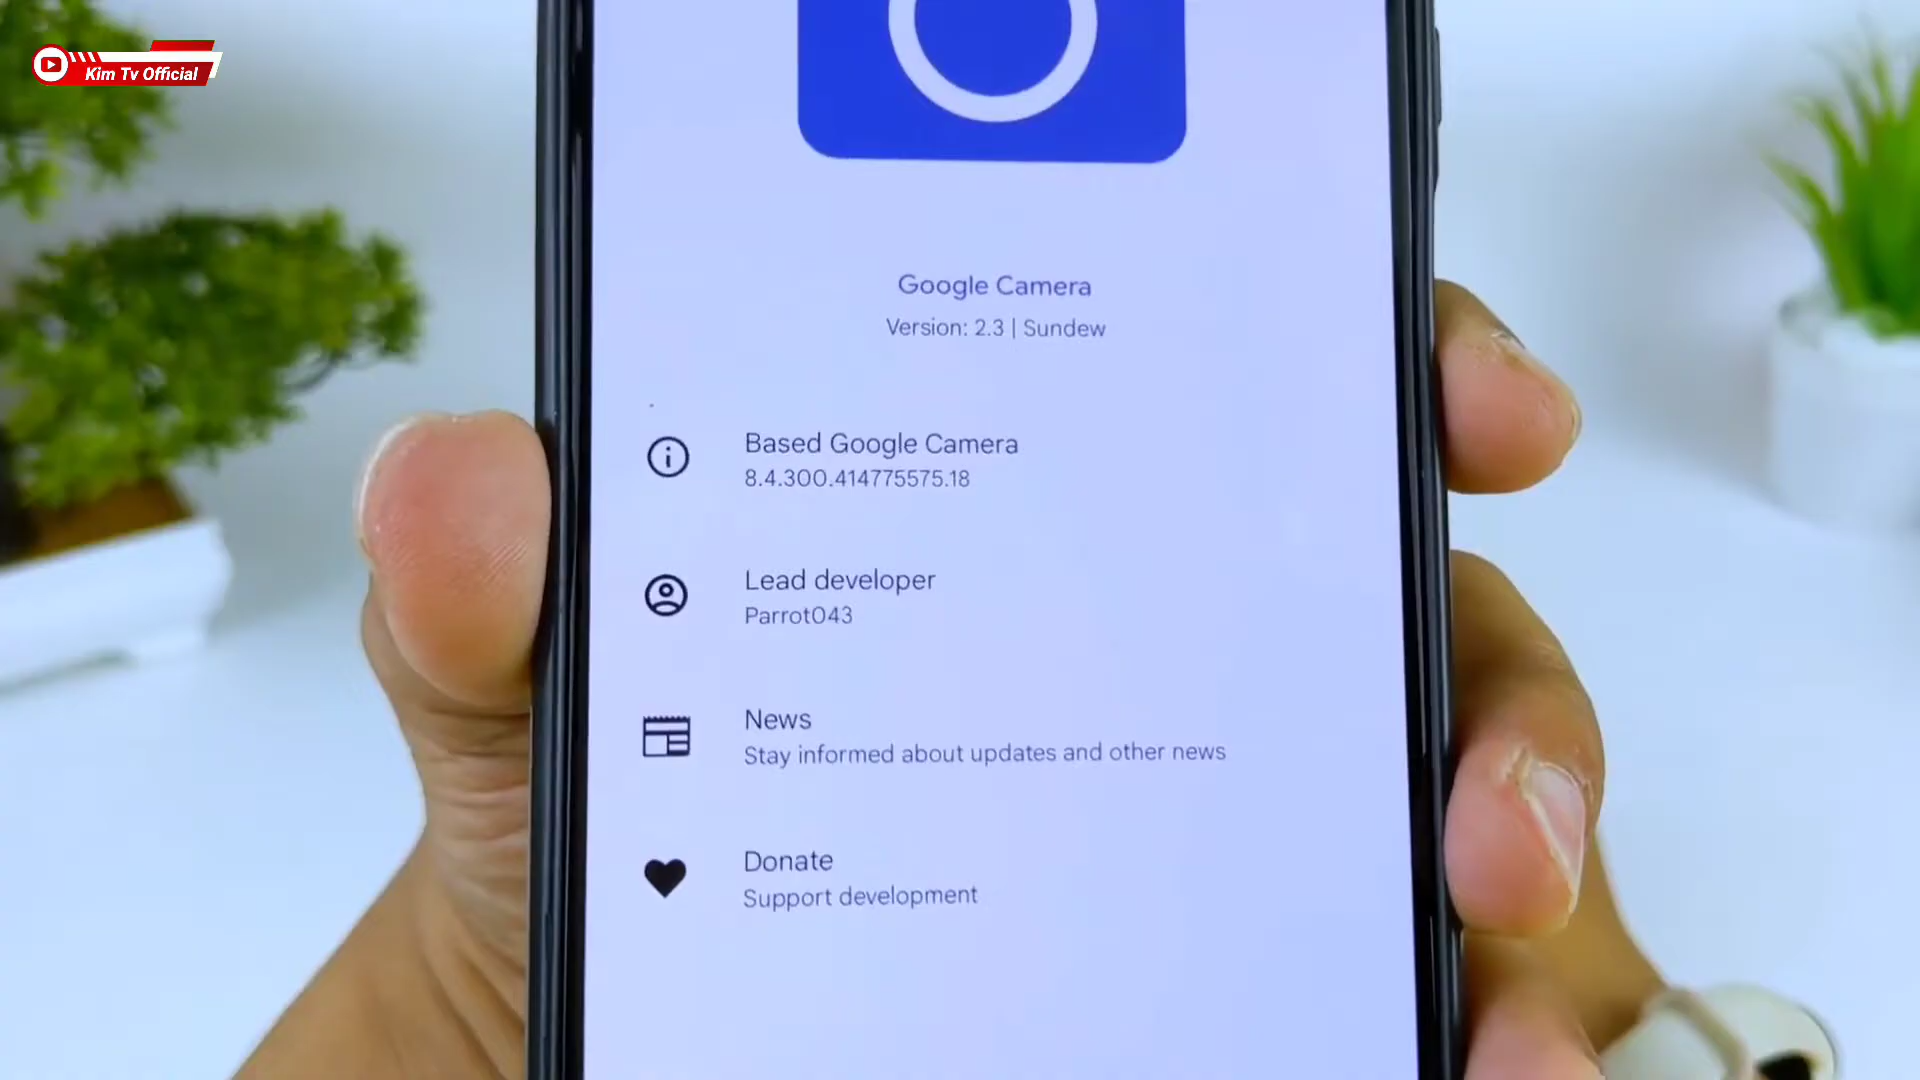 Kim Tv Official
Google Camera
Version: 2.3 | Sundew
Based Google Camera
8.4.300.414775575.18
Lead developer
Parrot043
News
Stay informed about updates and other news
Donate
Support development